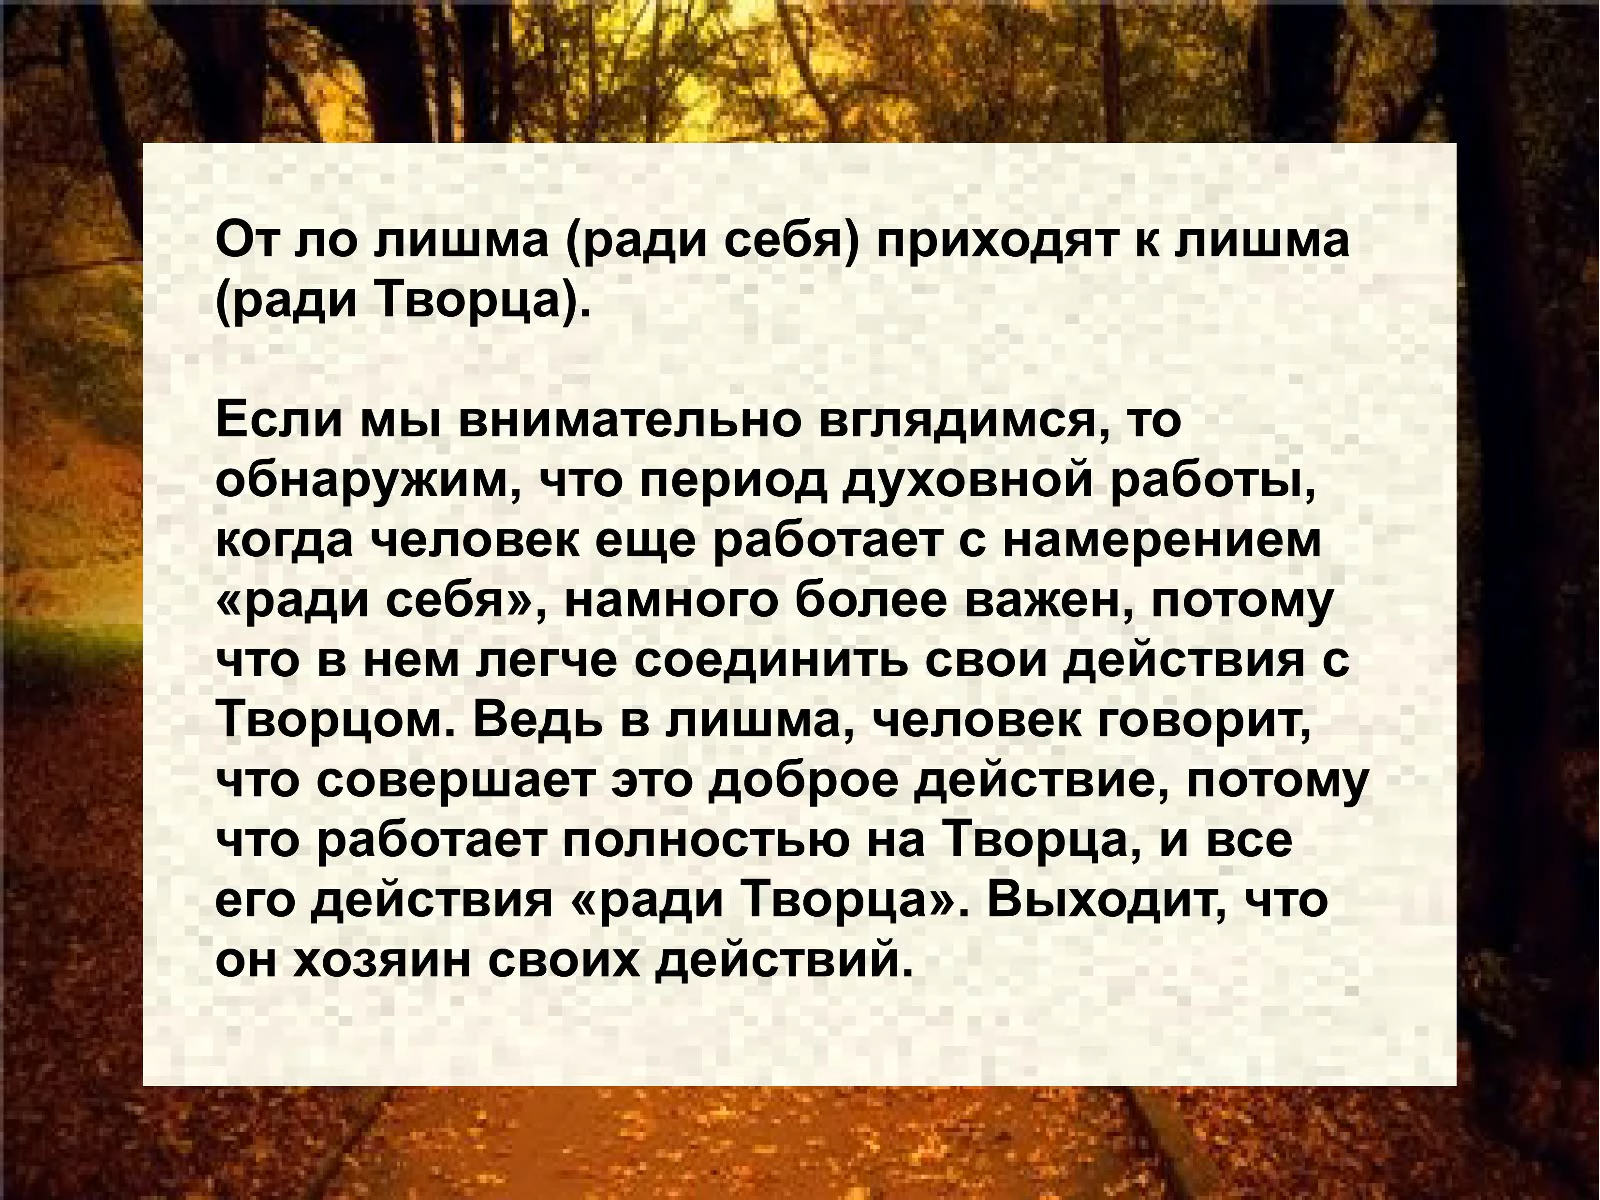 От ло лишма (ради себя) приходят к лишма
(ради Творца).
Если мы внимательно вглядимся, то
обнаружим, что период духовной работы,
когда человек еще работает с намерением
«ради себя», намного более важен, потому
что в нем легче соединить свои действия с
Творцом. Ведь в лишма, человек говорит,
что совершает это доброе действие, потому
что работает полностью на Творца, и все
его действия «ради Творца». Выходит, что
он хозяин своих действий.